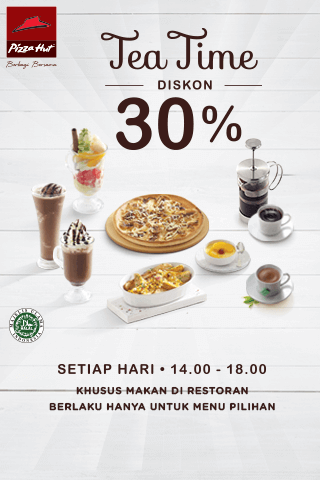 Pizza Hut
Berbagi Bersama
Tea Time
DISKON
30%
SETIAP HARI • 14.00 - 18.00
KHUSUS MAKAN DI RESTORAN
BERLAKU HANYA UNTUK MENU PILIHAN